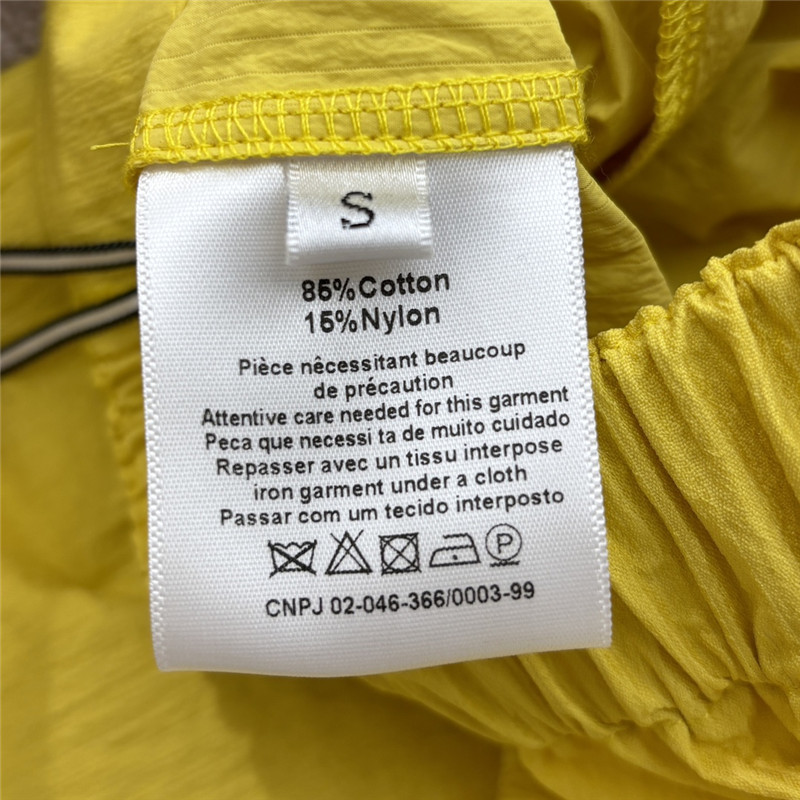 S
85%Cotton
15%Nylon
Pièce nêcessitant beaucoup
de précaution
Attentive care needed for this garment
Peca que necessi ta de muito cuidado
Repasser avec un tissu interpose
iron garment under a cloth
Passar com um tecido interposto
P
CNPJ 02-046-366/0003-99